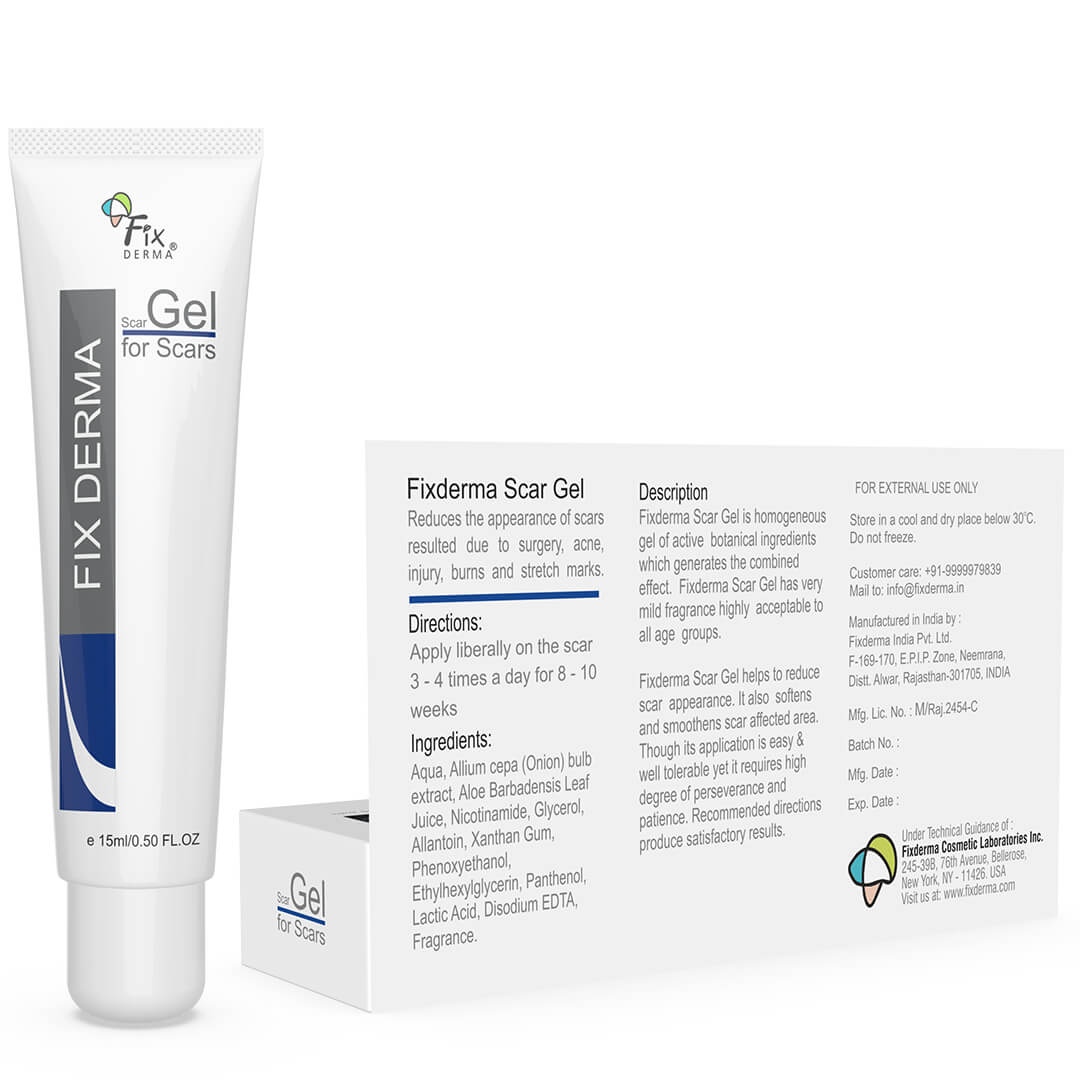 Fix
DERMA®
Scar Gel
for Scars
FIX DERMA
e 15ml/0.50 FL.OZ
Scar Gel
for Scars
Fixderma Scar Gel
Reduces the appearance of scars
resulted due to surgery, acne,
injury, burns and stretch marks.
Directions:
Apply liberally on the scar
3 - 4 times a day for 8 - 10
weeks
Ingredients:
Aqua, Allium cepa (Onion) bulb
extract, Aloe Barbadensis Leaf
Juice, Nicotinamide, Glycerol,
Allantoin, Xanthan Gum,
Phenoxyethanol,
Ethylhexylglycerin, Panthenol,
Lactic Acid, Disodium EDTA,
Fragrance.
Description
Fixderma Scar Gel is homogeneous
gel of active botanical ingredients
which generates the combined
effect. Fixderma Scar Gel has very
mild fragrance highly acceptable to
all age groups.
Fixderma Scar Gel helps to reduce
scar appearance. It also softens
and smoothens scar affected area.
Though its application is easy &
well tolerable yet it requires high
degree of perseverance and
patience. Recommended directions
produce satisfactory results.
FOR EXTERNAL USE ONLY
Store in a cool and dry place below 30°C.
Do not freeze.
Customer care: +91-9999979839
Mail to: info@fixderma.in
Manufactured in India by :
Fixderma India Pvt. Ltd.
F-169-170, E.P.I.P. Zone, Neemrana,
Distt. Alwar, Rajasthan-301705, INDIA
Mfg. Lic. No. : M/Raj.2454-C
Batch No. :
Mfg. Date :
Exp. Date :
Under Technical Guidance of :
Fixderma Cosmetic Laboratories Inc.
245-39B, 76th Avenue, Bellerose,
New York, NY - 11426. USA
Visit us at: www.fixderma.com